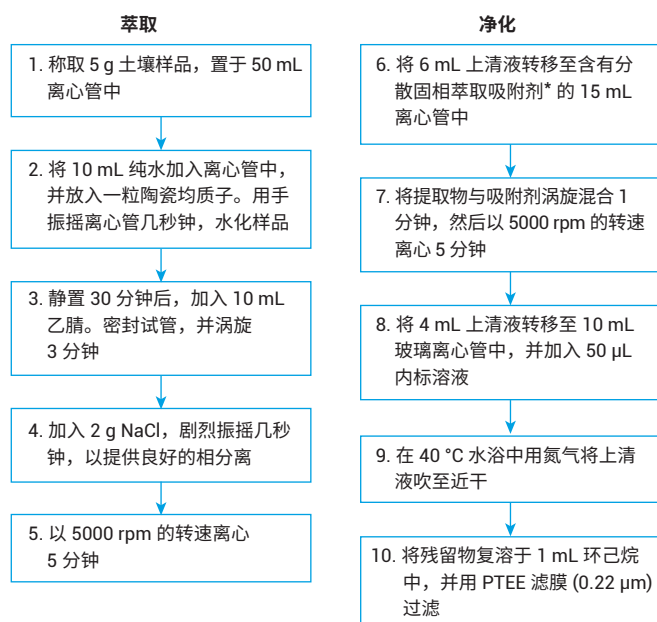 萃取
1. 称取 5 g 土壤样品，置于 50 mL
离心管中
2. 将 10 mL 纯水加入离心管中，
并放入一粒陶瓷均质子。用手
振摇离心管几秒钟，水化样品
3. 静置 30 分钟后，加入 10 mL
乙腈。密封试管，并涡旋
3 分钟
4. 加入 2 g NaCl，剧烈振摇几秒
钟，以提供良好的相分离
5. 以 5000 rpm 的转速离心
5 分钟
净化
6. 将 6 mL 上清液转移至含有分
散固相萃取吸附剂* 的 15 mL
离心管中
7. 将提取物与吸附剂涡旋混合 1
分钟，然后以 5000 rpm 的转速
离心 5 分钟
8. 将 4 mL 上清液转移至 10 mL
玻璃离心管中，并加入 50 µL
内标溶液
9. 在 40 °C 水浴中用氮气将上清
液吹至近干
10. 将残留物复溶于 1 mL 环己烷
中，并用 PTEE 滤膜 (0.22 µm)
过滤